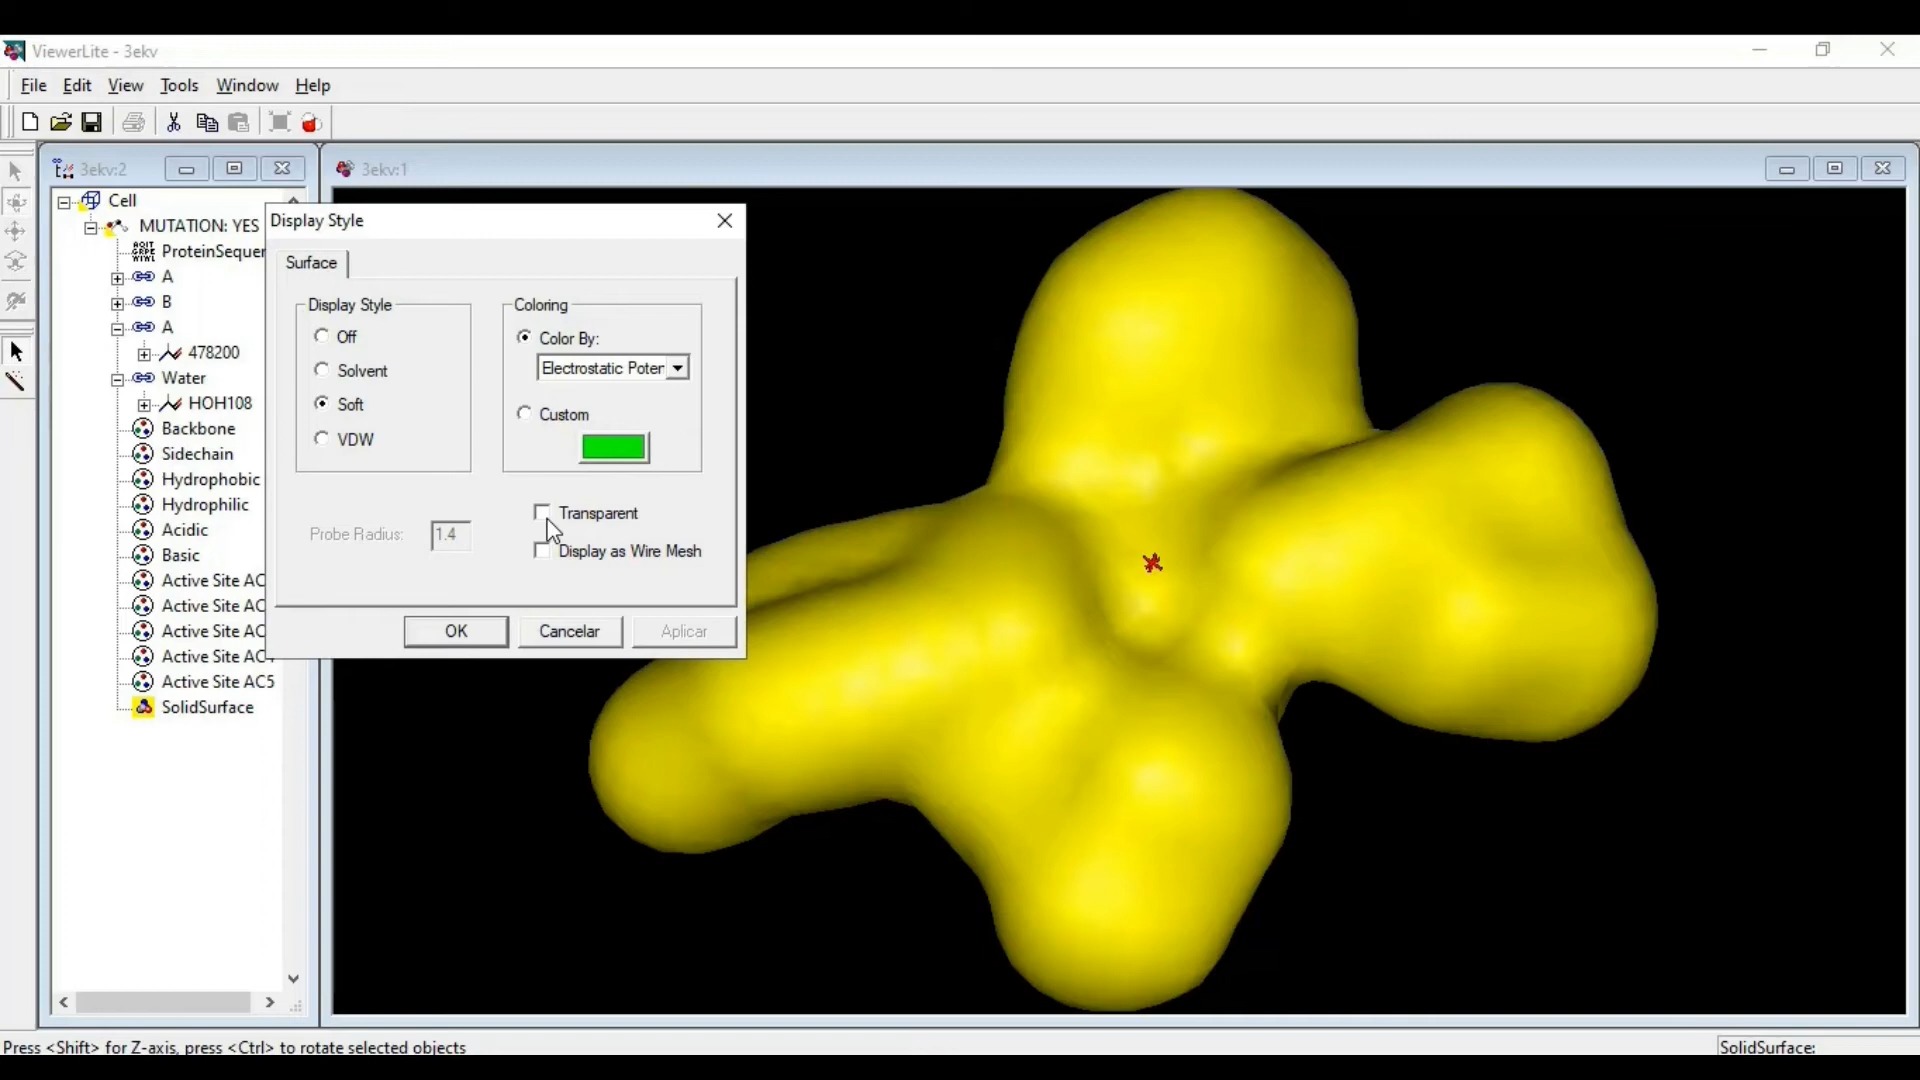 ViewerLite - 3ekv
File Edit View Tools Window Help
3ekv:2
3ekv:1
Cell
MUTATION: YES
ProteinSequer
A
B
A
478200
Water
HOH108
Backbone
Sidechain
Hydrophobic
Hydrophilic
Acidic
Basic
Active Site AC
Active Site AC
Active Site AC
Active Site AC4
Active Site AC5
SolidSurface
Display Style
Surface
Display Style
Off
Solvent
Soft
VDW
Coloring
Color By:
Electrostatic Poter
Custom
Probe Radius: 1.4
Transparent
Display as Wire Mesh
OK Cancelar Aplicar
Press <Shift> for Z-axis, press <Ctrl> to rotate selected objects
SolidSurface: